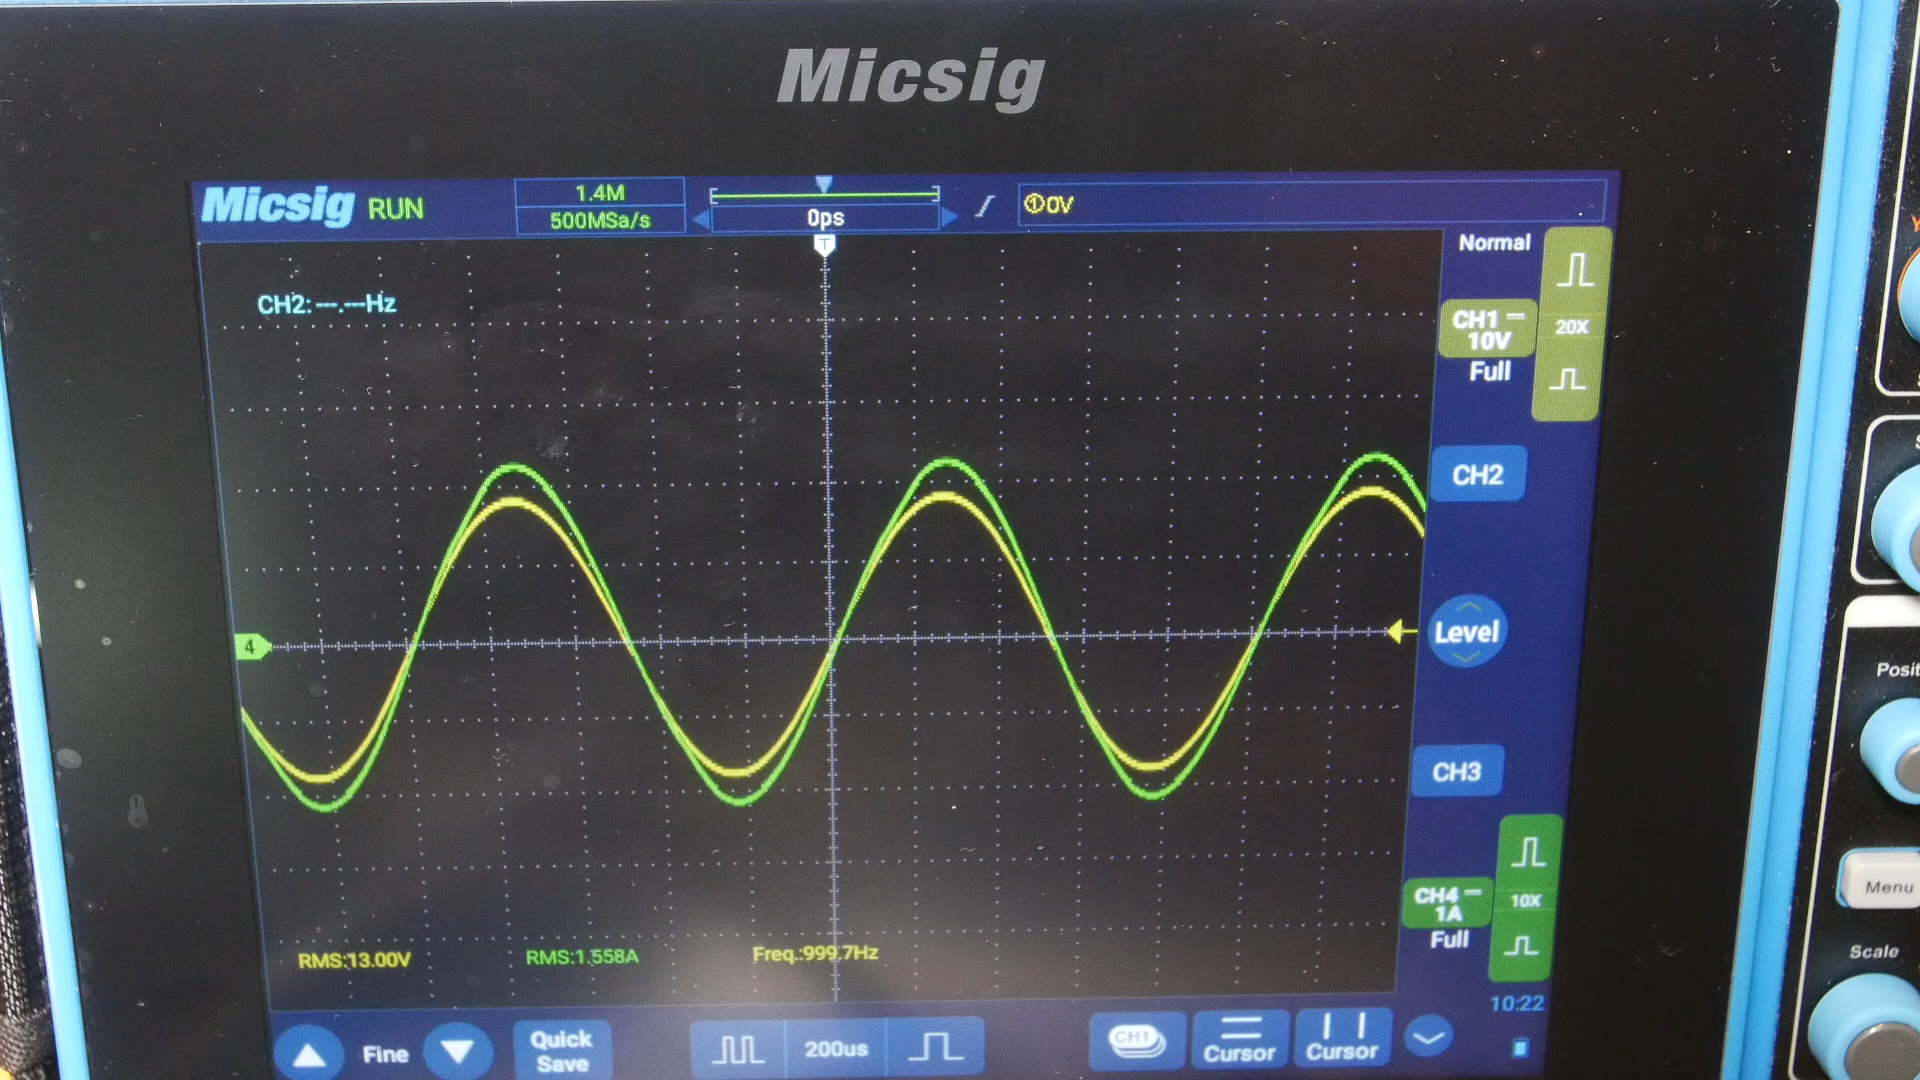 Micsig
Micsig RUN
1.4M
500MSa/s
0ps
T
①0V
Normal
CH2:---.---Hz
CH1
10V
20X
Full
CH2
4
Level
CH3
CH4
1A
10X
Full
RMS:13.00V
RMS:1.558A
Freq.:999.7Hz
10:22
Fine
Quick
Save
200us
CH1
Cursor
Cursor
Posit
Menu
Scale